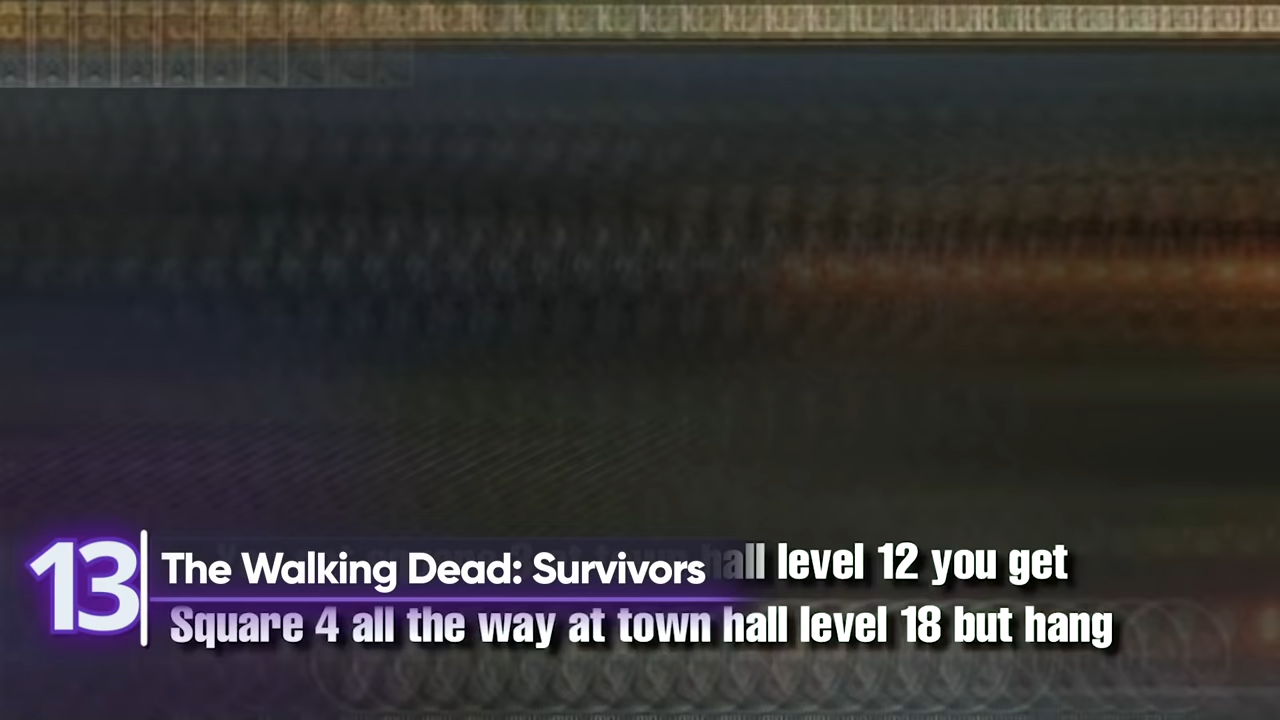 13
The Walking Dead: Survivors
hall level 12 you get
Square 4 all the way at town hall level 18 but hang